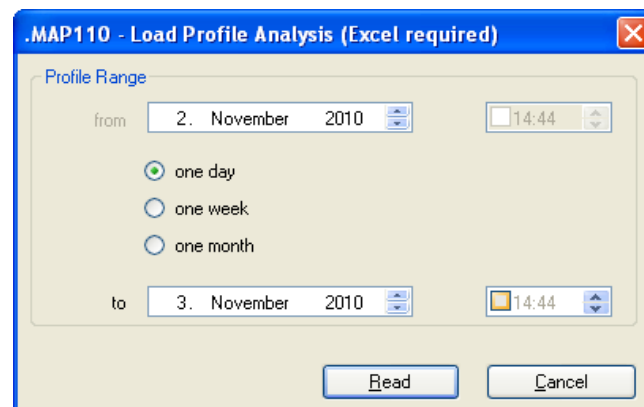 .MAP110 - Load Profile Analysis (Excel required)
Profile Range
from 2. November 2010 14:44
one day
one week
one month
to 3. November 2010 14:44
Read Cancel